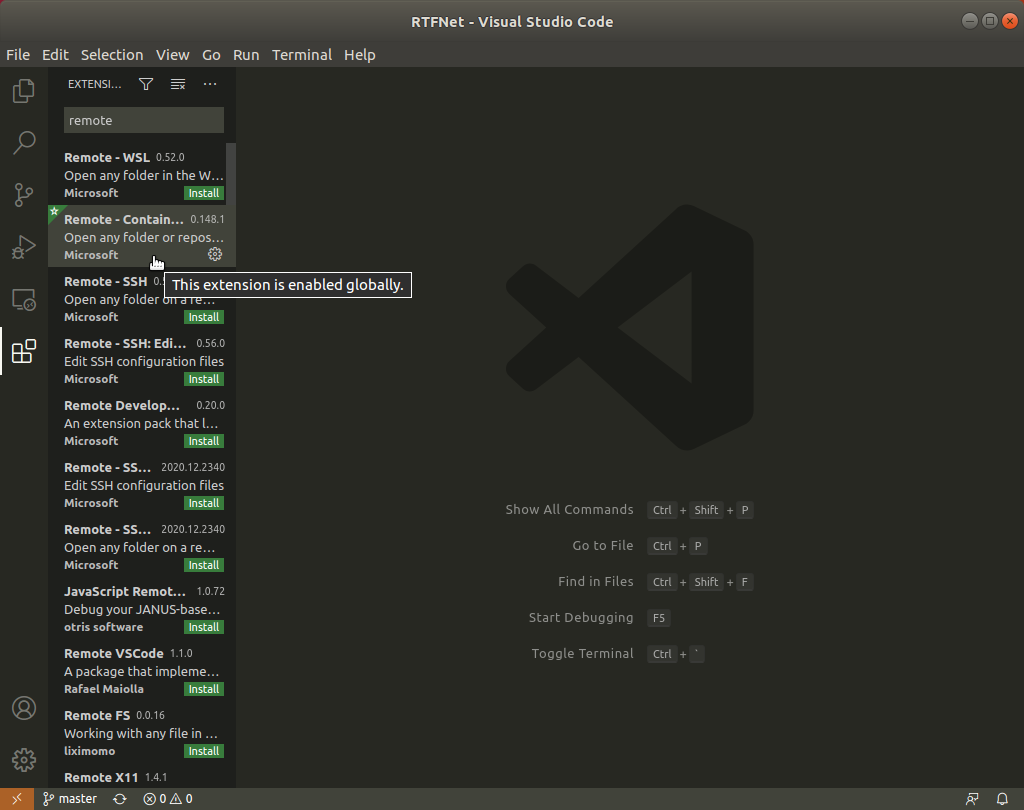 RTFNet - Visual Studio Code
File Edit Selection View Go Run Terminal Help
EXTENSI...
remote
Remote - WSL 0.52.0
Open any folder in the W...
Microsoft Install
Remote - Contain... 0.148.1
Open any folder or repos...
Microsoft
This extension is enabled globally.
Remote - SSH
Open any folder on a re...
Microsoft Install
Remote - SSH: Edi... 0.56.0
Edit SSH configuration files
Microsoft Install
Remote Develop... 0.20.0
An extension pack that l...
Microsoft Install
Remote - SS... 2020.12.2340
Edit SSH configuration files
Microsoft Install
Remote - SS... 2020.12.2340
Open any folder on a re...
Microsoft Install
JavaScript Remot... 1.0.72
Debug your JANUS-base...
otris software Install
Remote VSCode 1.1.0
A package that impleme...
Rafael Maiolla Install
Remote FS 0.0.16
Working with any file in ...
liximomo Install
Remote X11 1.4.1
Show All Commands Ctrl + Shift + P
Go to File Ctrl + P
Find in Files Ctrl + Shift + F
Start Debugging F5
Toggle Terminal Ctrl + `
master 0 0